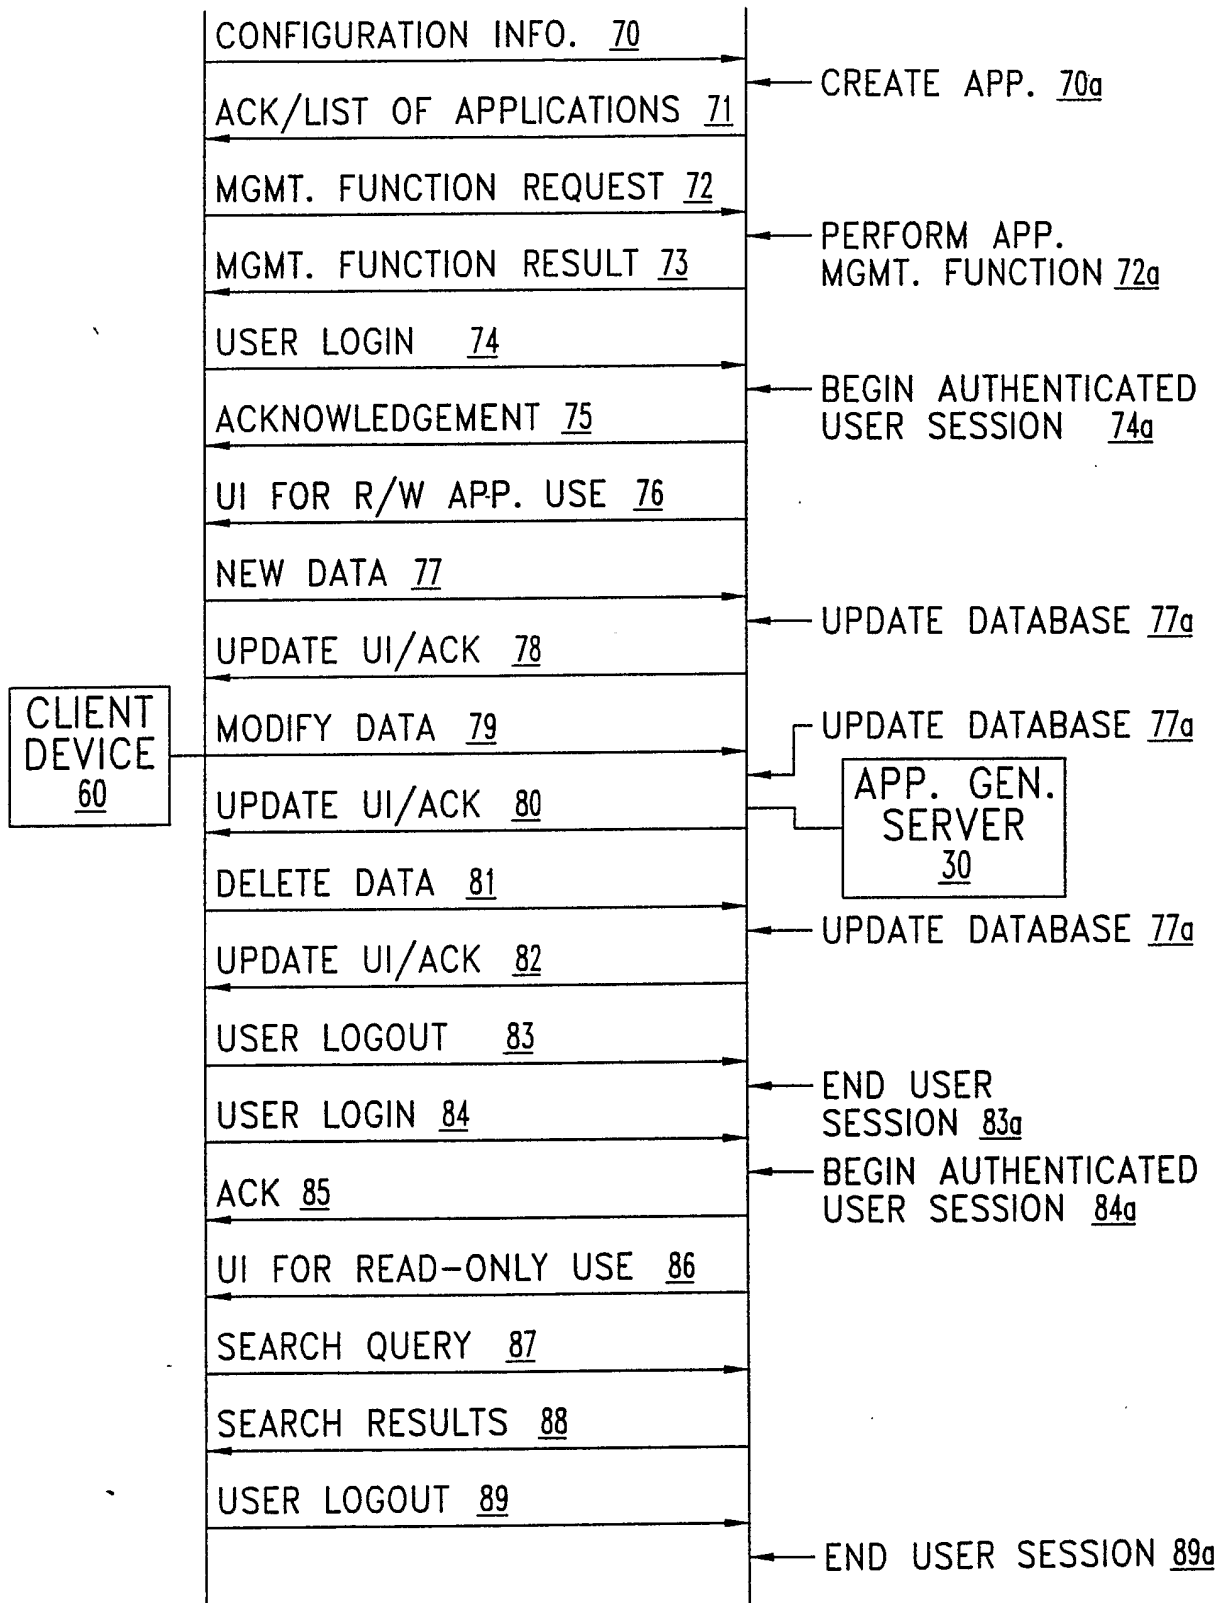 CONFIGURATION INFO. 70
CREATE APP. 70a
ACK/LIST OF APPLICATIONS 71
MGMT. FUNCTION REQUEST 72
PERFORM APP.
MGMT. FUNCTION 72a
MGMT. FUNCTION RESULT 73
USER LOGIN 74
BEGIN AUTHENTICATED
USER SESSION 74a
ACKNOWLEDGEMENT 75
UI FOR R/W APP. USE 76
NEW DATA 77
UPDATE DATABASE 77a
UPDATE UI/ACK 78
CLIENT
DEVICE
60
MODIFY DATA 79
UPDATE DATABASE 77a
APP. GEN.
SERVER
30
UPDATE UI/ACK 80
DELETE DATA 81
UPDATE DATABASE 77a
UPDATE UI/ACK 82
USER LOGOUT 83
END USER
SESSION 83a
USER LOGIN 84
BEGIN AUTHENTICATED
USER SESSION 84a
ACK 85
UI FOR READ-ONLY USE 86
SEARCH QUERY 87
SEARCH RESULTS 88
USER LOGOUT 89
END USER SESSION 89a